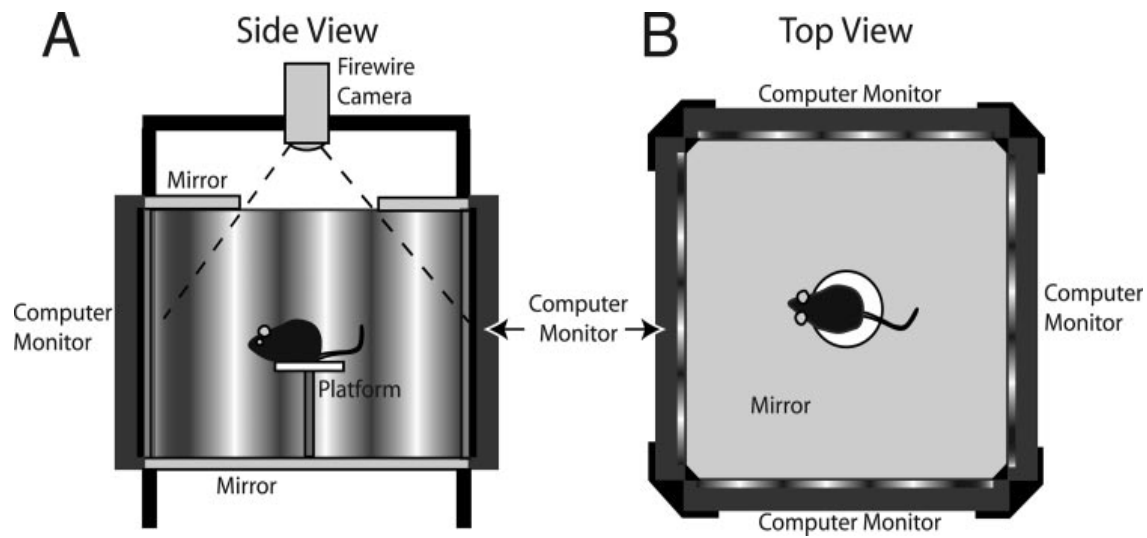 A
Side View
Firewire
Camera
Mirror
Computer
Monitor
Platform
Mirror
Computer
Monitor
B
Top View
Computer Monitor
Mirror
Computer
Monitor
Computer Monitor